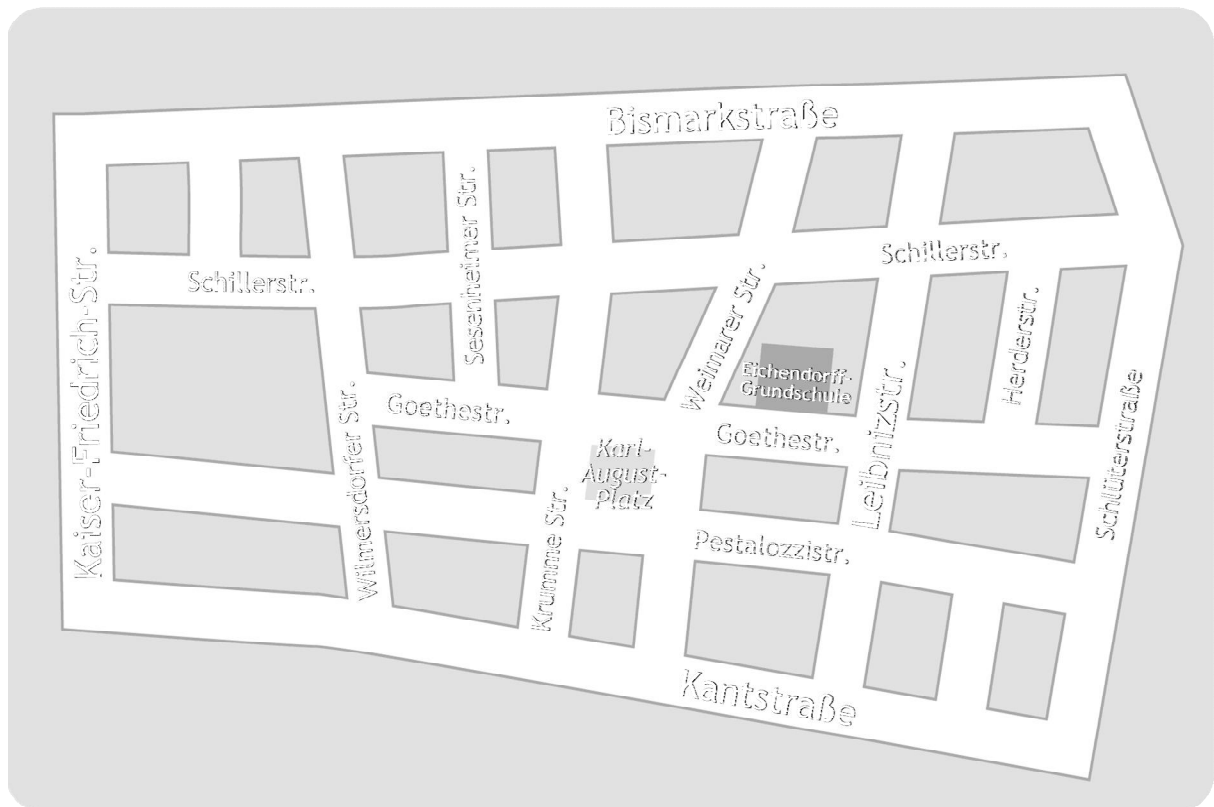 Bismarkstraße
Schillerstr.
Schillerstr.
Kaiser-Friedrich-Str.
Sesenheimer Str.
Weimarer Str.
Herderstr.
Eichendorff-
Grundschule
Wilmersdorfer Str.
Goethestr.
Goethestr.
Leibnizstr.
Schlüterstraße
Karl-
August-
Platz
Krumme Str.
Pestalozzistr.
Kantstraße